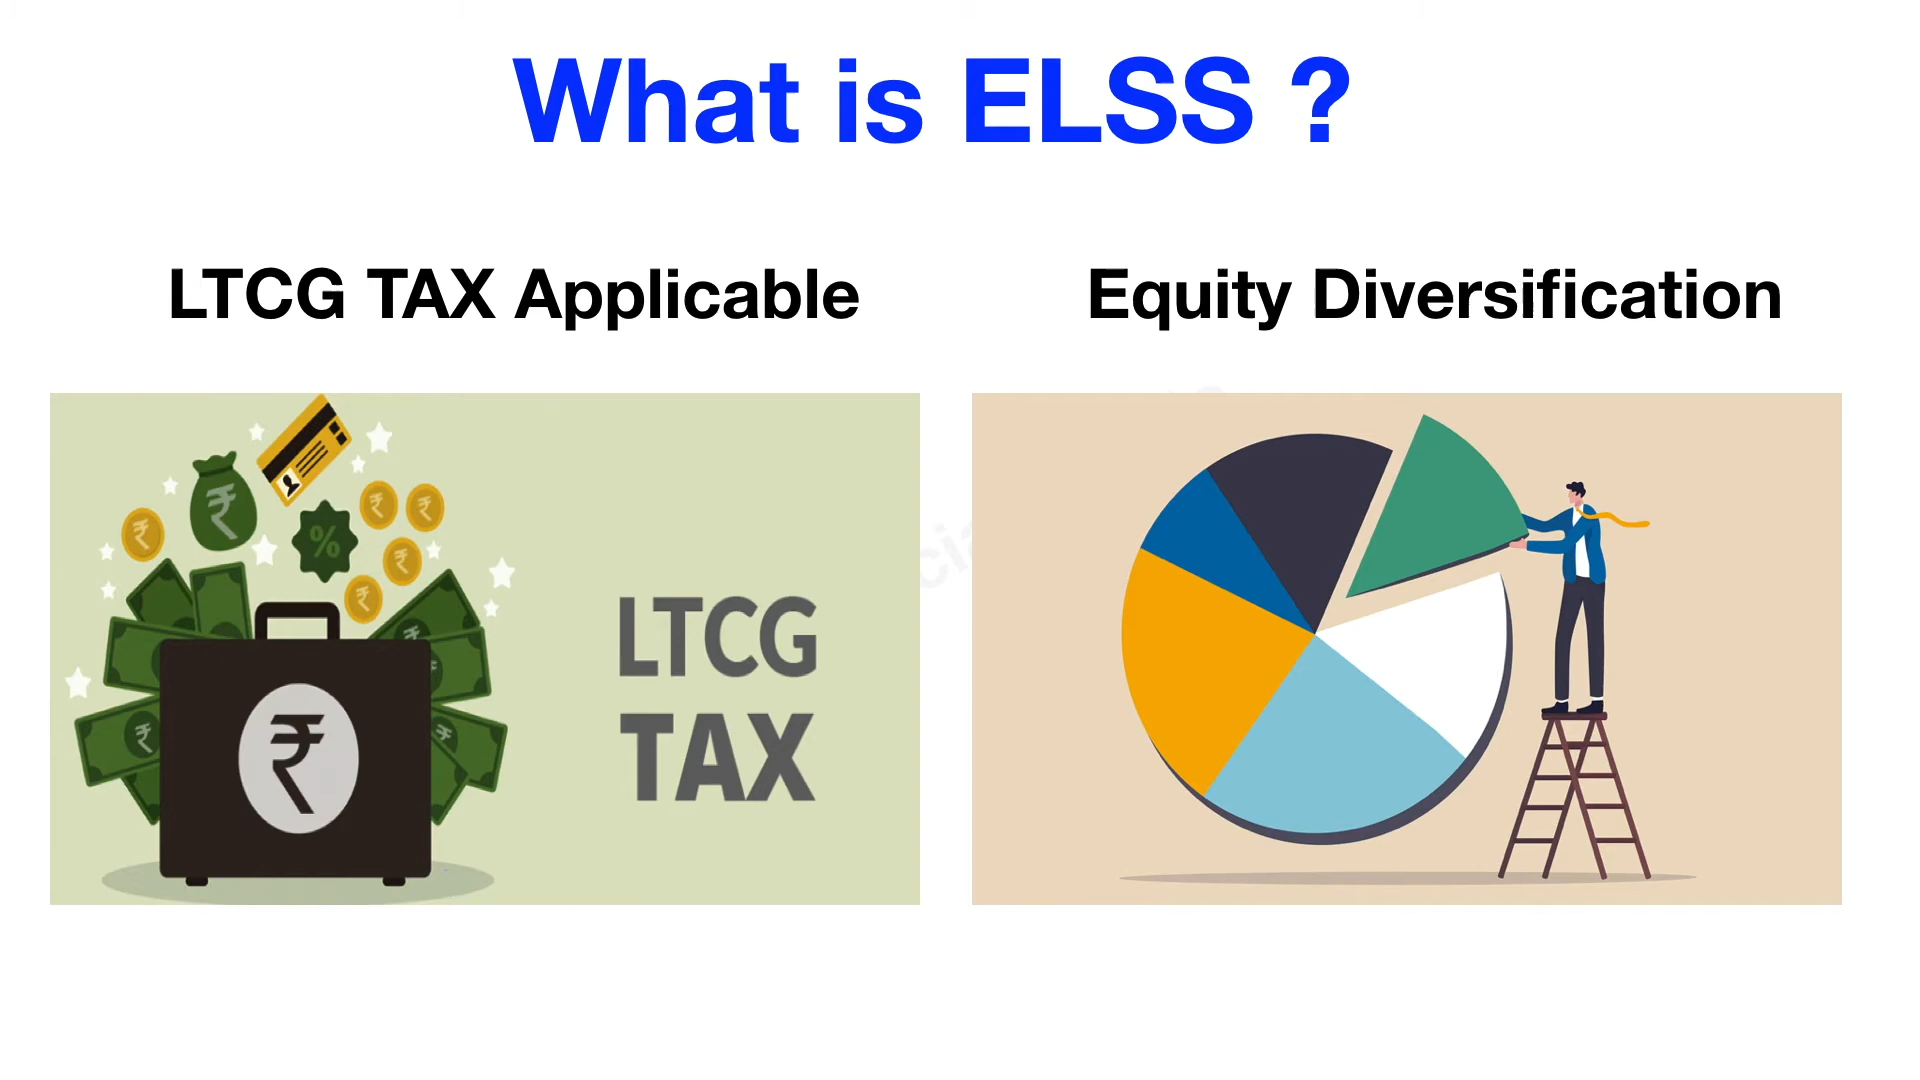 What is ELSS ?
LTCG TAX Applicable
Equity Diversification
₹
₹
₹
%
₹
₹
₹
₹
₹
₹
₹
₹
LTCG
TAX